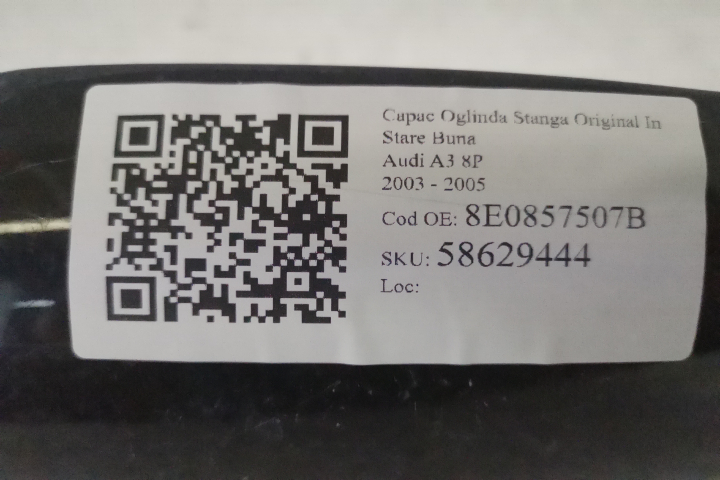 Capac Oglinda Stanga Original In
Stare Buna
Audi A3 8P
2003 - 2005
Cod OE: 8E0857507B
SKU: 58629444
Loc: